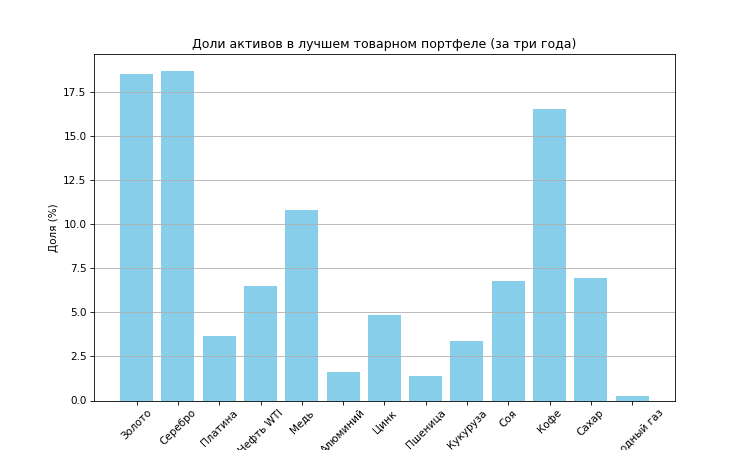 Доли активов в лучшем товарном портфеле (за три года)
Доля (%)
17.5
15.0
12.5
10.0
7.5
5.0
2.5
0.0
Золото
Серебро
Платина
Нефть WTI
Медь
Алюминий
Цинк
Пшеница
Кукуруза
Соя
Кофе
Сахар
одный газ